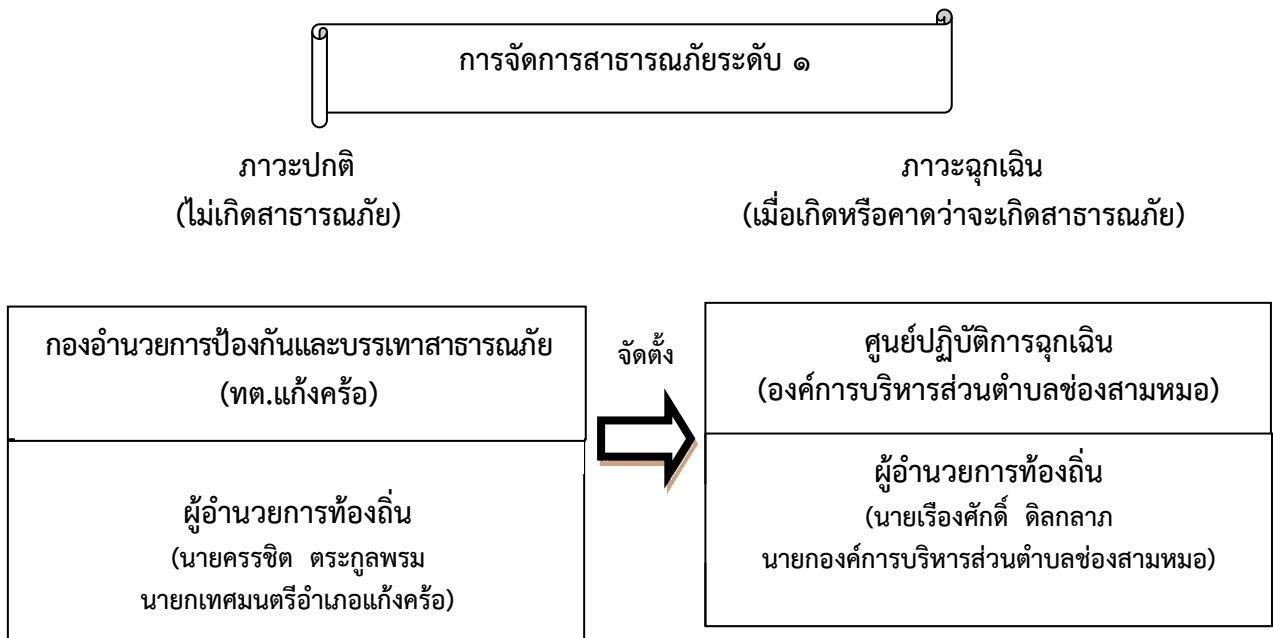 การจัดการสาธารณภัยระดับ ๑
ภาวะปกติ
(ไม่เกิดสาธารณภัย)
ภาวะฉุกเฉิน
(เมื่อเกิดหรือคาดว่าจะเกิดสาธารณภัย)
กองอำนวยการป้องกันและบรรเทาสาธารณภัย
(ทต.แก้งคร้อ)
ผู้อำนวยการท้องถิ่น
(นายครรชิต ตระกูลพรม
นายกเทศมนตรีอำเภอแก้งคร้อ)
จัดตั้ง
ศูนย์ปฏิบัติการฉุกเฉิน
(องค์การบริหารส่วนตำบลช่องสามหมอ)
ผู้อำนวยการท้องถิ่น
(นายเรืองศักดิ์ ดิลกลาภ
นายกองค์การบริหารส่วนตำบลช่องสามหมอ)